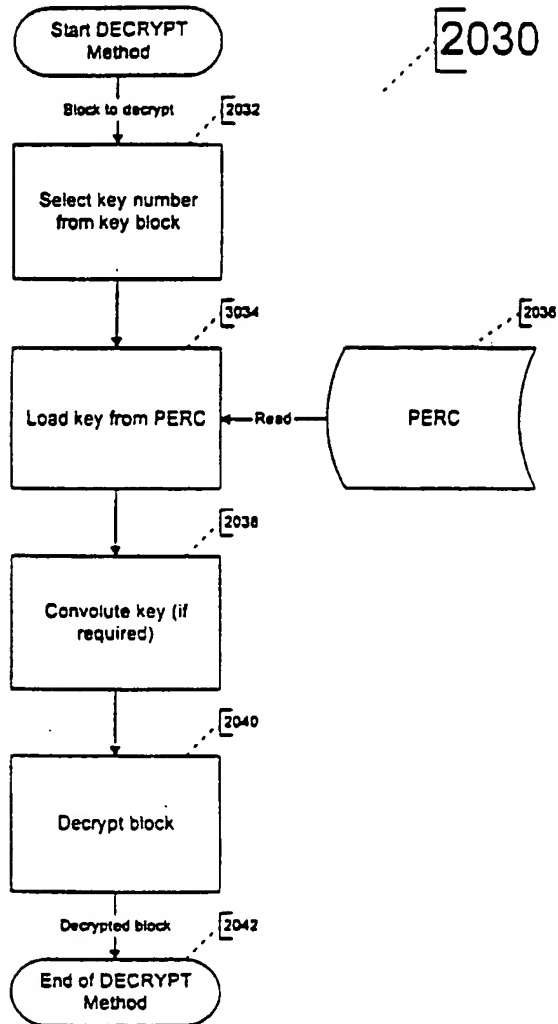 Start DECRYPT
Method
2030
Block to decrypt
2032
Select key number
from key block
3034
2036
Load key from PERC
Read
PERC
2038
Convolute key (if
required)
2040
Decrypt block
Decrypted block
2042
End of DECRYPT
Method